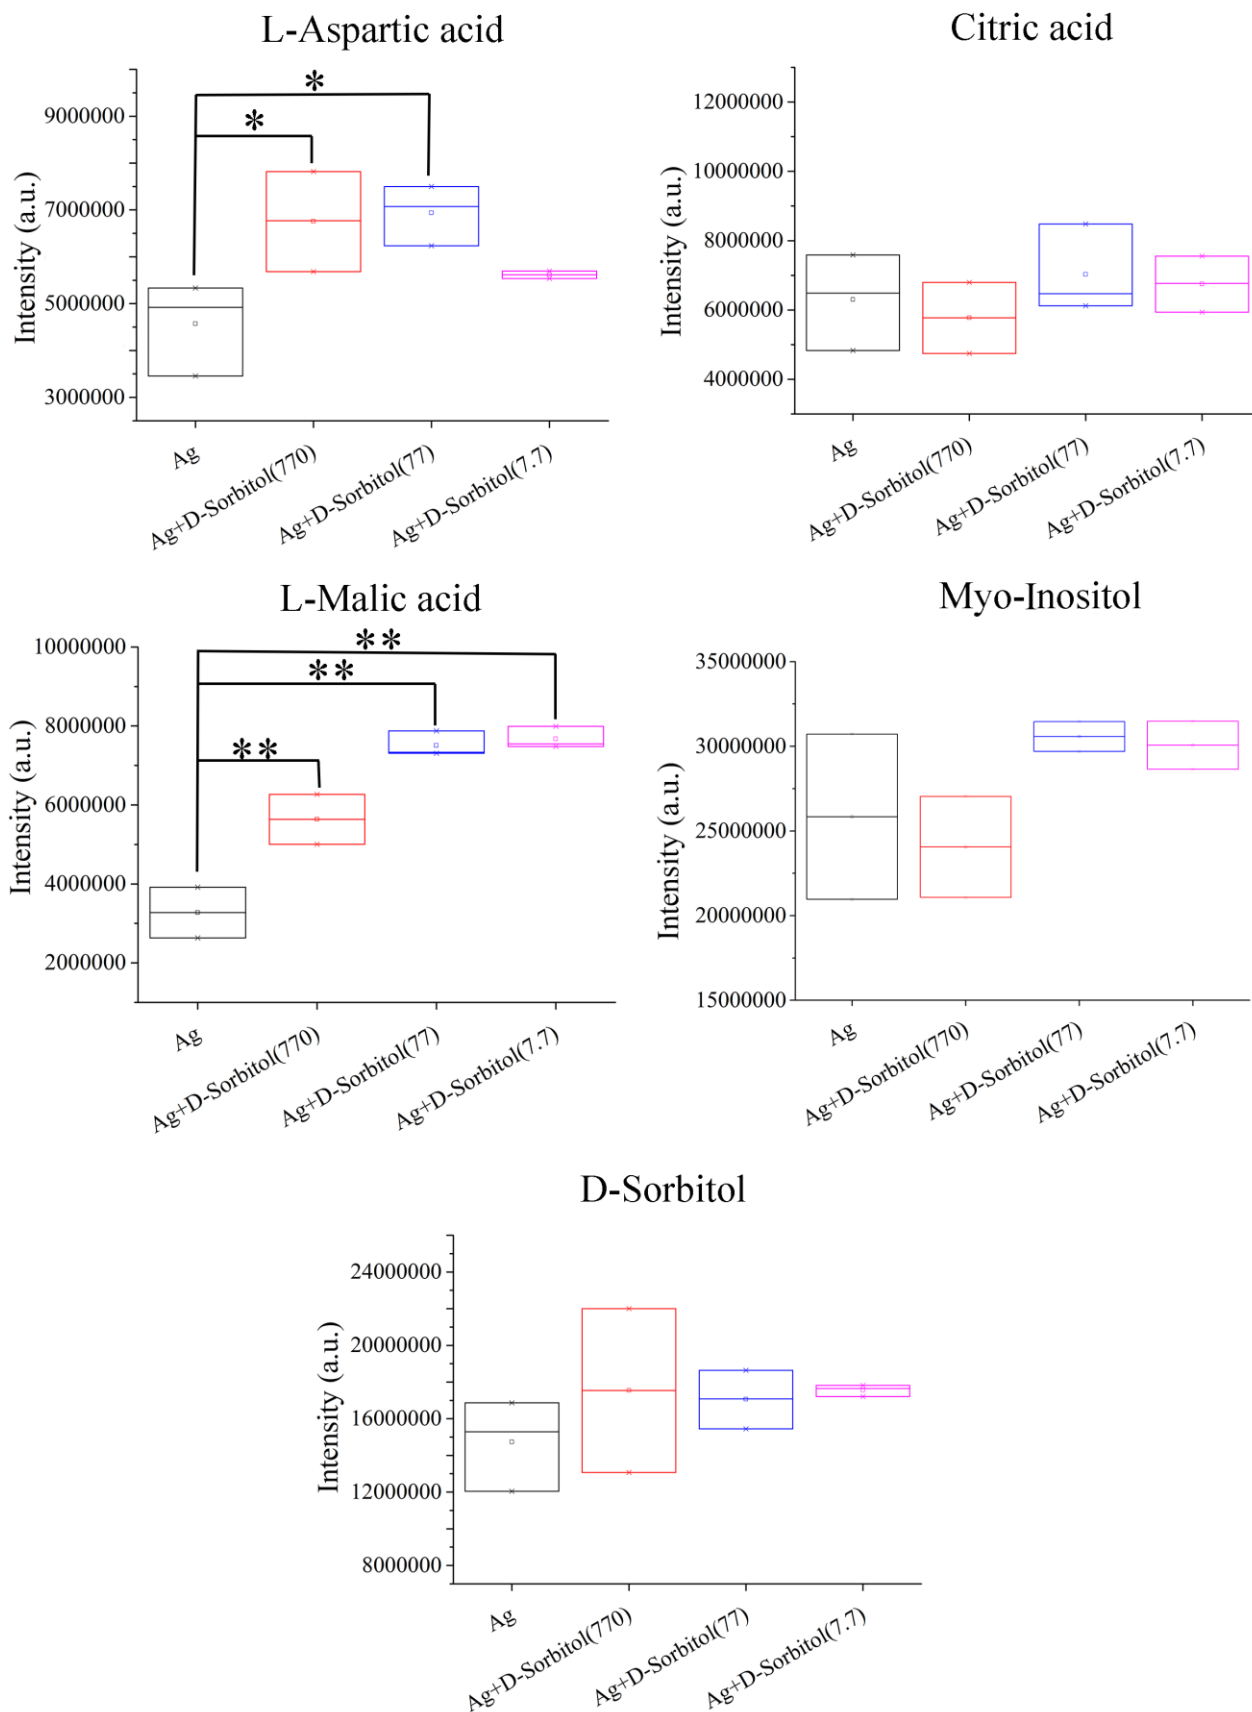 L-Aspartic acid
Intensity (a.u.)
9000000
7000000
5000000
3000000
*
*
Ag
Ag+D-Sorbitol(770)
Ag+D-Sorbitol(77)
Ag+D-Sorbitol(7.7)
Citric acid
Intensity (a.u.)
12000000
10000000
8000000
6000000
4000000
Ag
Ag+D-Sorbitol(770)
Ag+D-Sorbitol(77)
Ag+D-Sorbitol(7.7)
L-Malic acid
Intensity (a.u.)
10000000
8000000
6000000
4000000
2000000
**
**
**
Ag
Ag+D-Sorbitol(770)
Ag+D-Sorbitol(77)
Ag+D-Sorbitol(7.7)
Myo-Inositol
Intensity (a.u.)
35000000
30000000
25000000
20000000
15000000
Ag
Ag+D-Sorbitol(770)
Ag+D-Sorbitol(77)
Ag+D-Sorbitol(7.7)
D-Sorbitol
Intensity (a.u.)
24000000
20000000
16000000
12000000
8000000
Ag
Ag+D-Sorbitol(770)
Ag+D-Sorbitol(77)
Ag+D-Sorbitol(7.7)